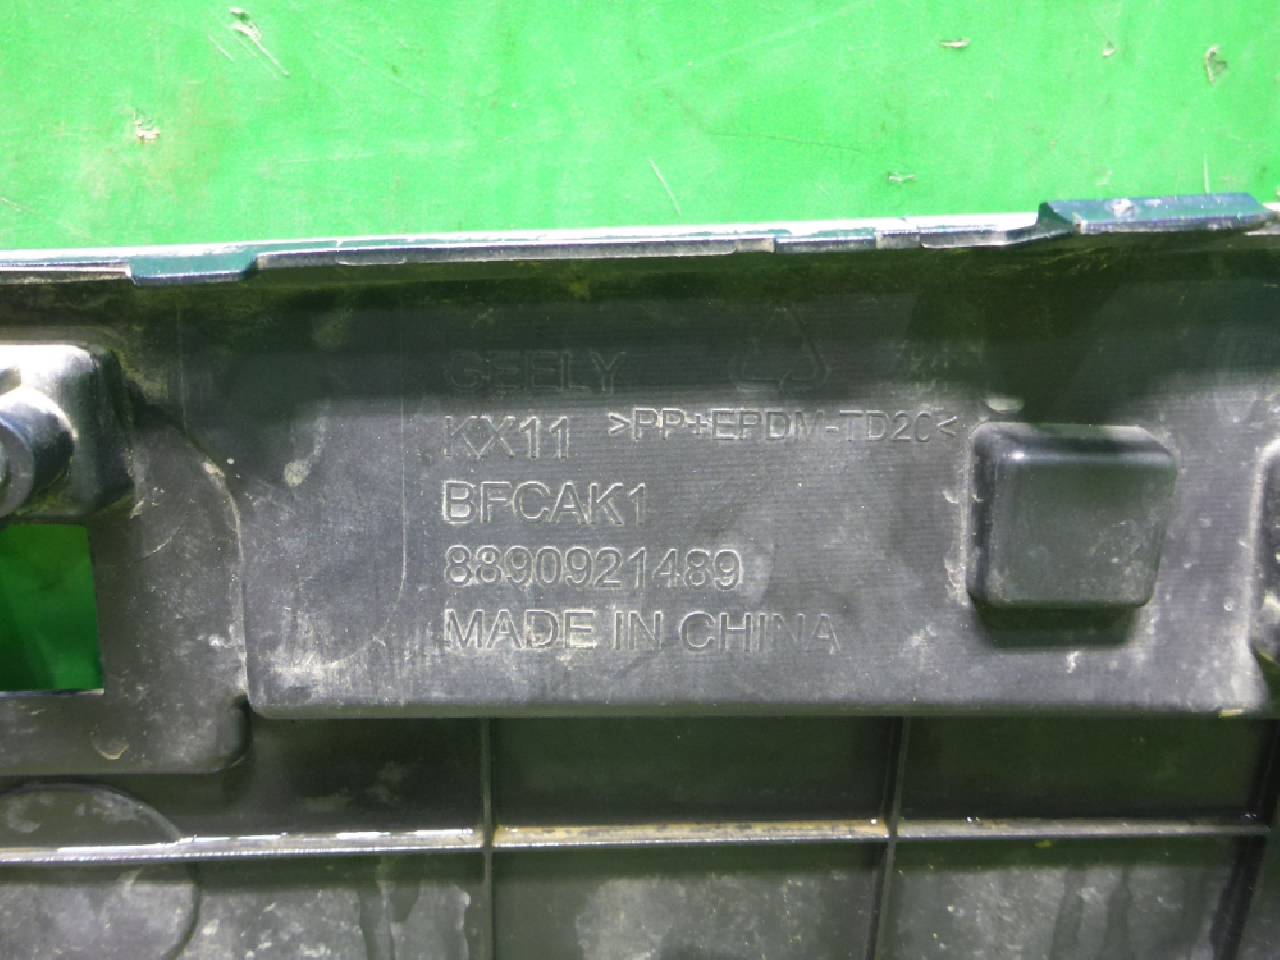 GEELY
KX11 >PP+EPDM-TD20<
BFCAK1
8890921489
MADE IN CHINA